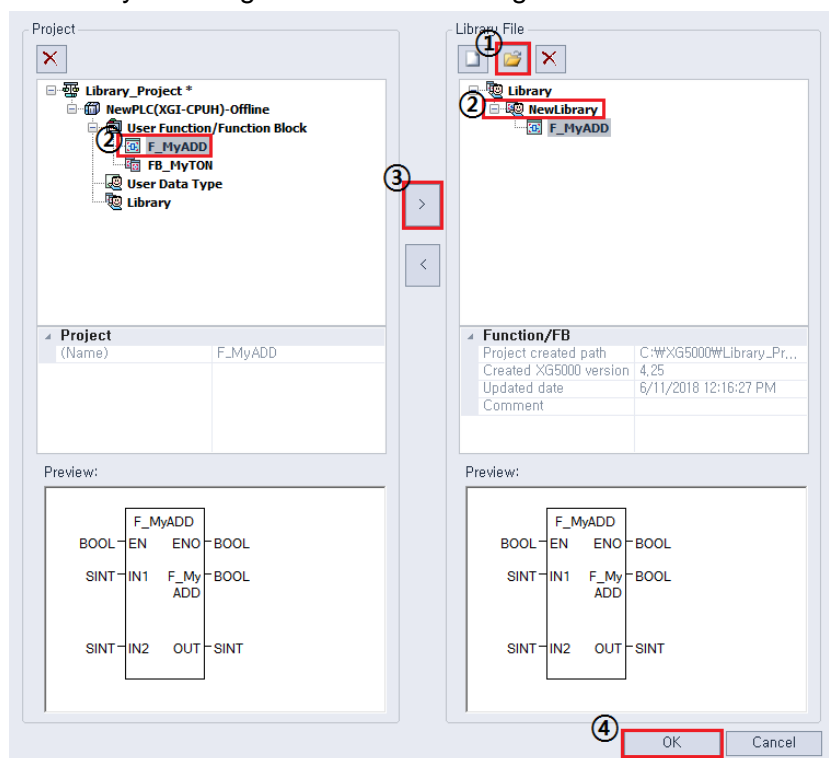 Project
Library File
①
Library_Project *
NewPLC(XGI-CPUH)-Offline
User Function/Function Block
② F_MyADD
FB_MyTON
User Data Type
Library
③
>
<
Library
② NewLibrary
F_MyADD
Project
(Name) F_MyADD
Function/FB
Project created path C:₩XG5000₩Library_Pr...
Created XG5000 version 4,25
Updated date 6/11/2018 12:16:27 PM
Comment
Preview:
F_MyADD
BOOL EN ENO BOOL
SINT IN1 F_My BOOL
ADD
SINT IN2 OUT SINT
Preview:
F_MyADD
BOOL EN ENO BOOL
SINT IN1 F_My BOOL
ADD
SINT IN2 OUT SINT
④
OK Cancel